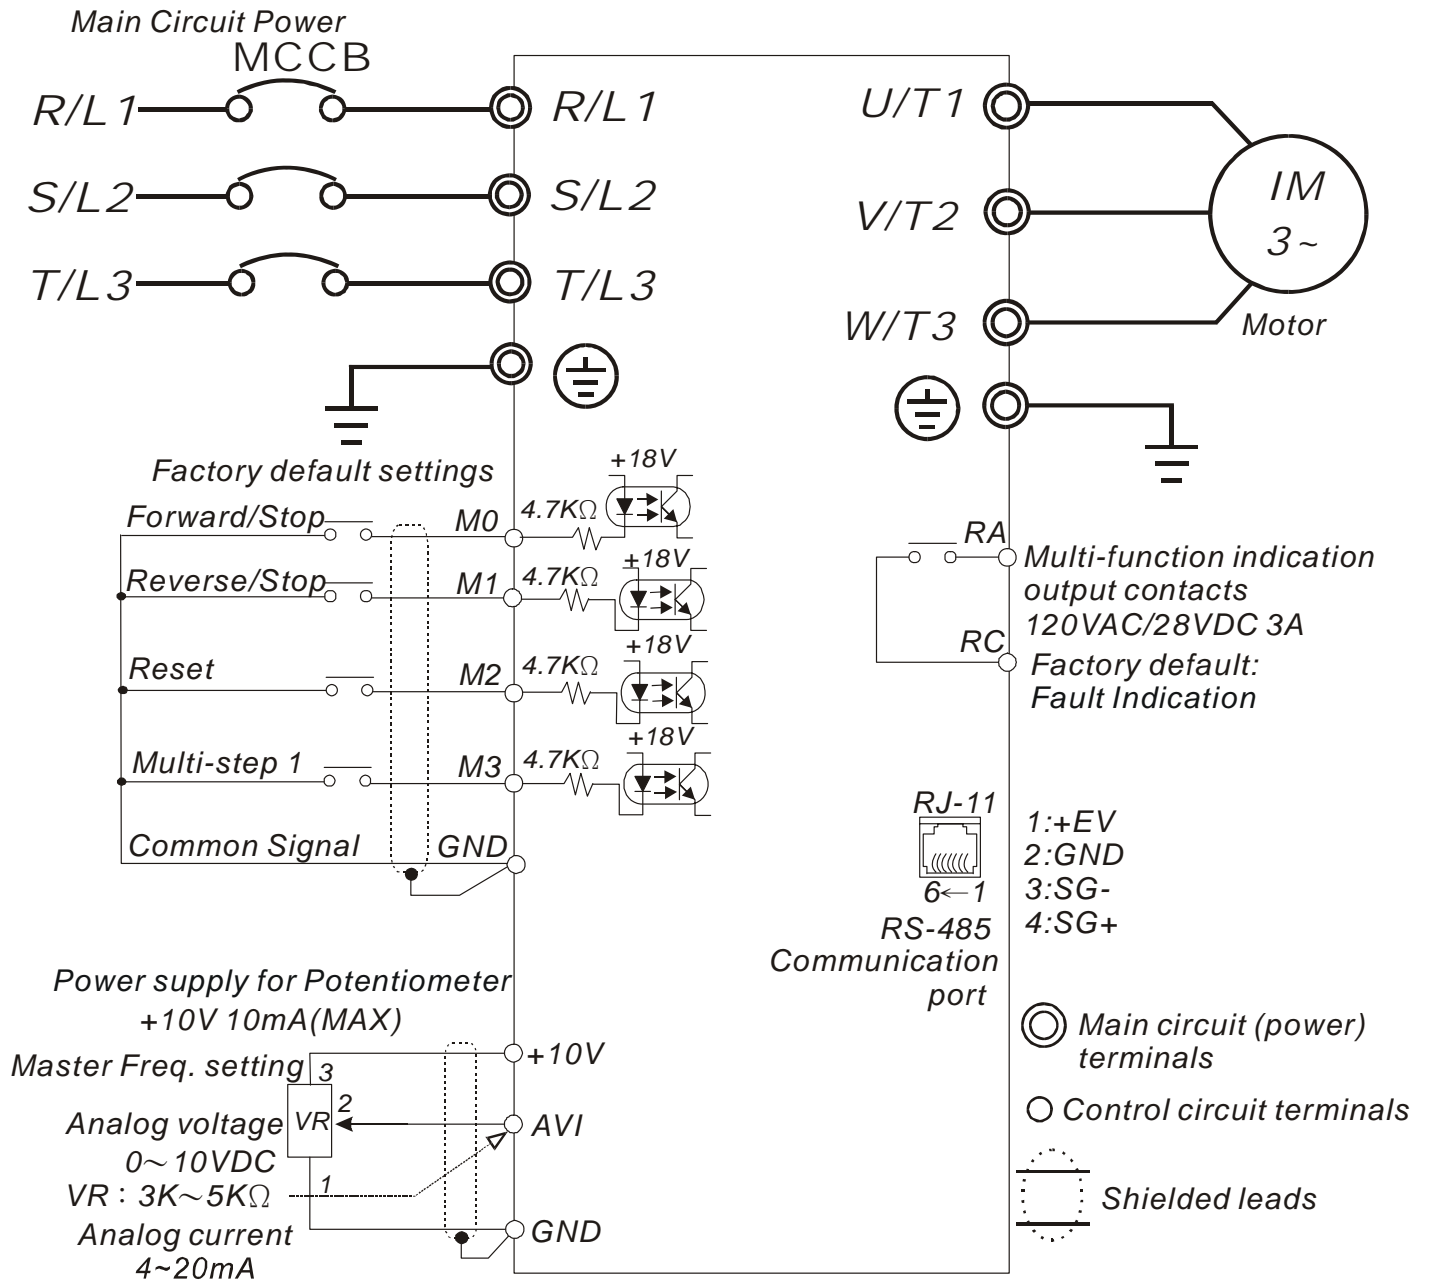 Main Circuit Power
MCCB
R/L1
R/L1
U/T1
S/L2
S/L2
V/T2
IM
3~
T/L3
T/L3
W/T3
Motor
Factory default settings
+18V
Forward/Stop
M0
4.7KΩ
+18V
Reverse/Stop
M1
4.7KΩ
+18V
Reset
M2
4.7KΩ
+18V
Multi-step 1
M3
4.7KΩ
Common Signal
GND
RA
Multi-function indication
output contacts
120VAC/28VDC 3A
RC
Factory default:
Fault Indication
RJ-11
6←1
RS-485
Communication
port
1:+EV
2:GND
3:SG-
4:SG+
Power supply for Potentiometer
+10V 10mA(MAX)
+10V
Master Freq. setting
3
VR
2
Analog voltage
AVI
0~10VDC
VR: 3K~5KΩ
1
Analog current
4~20mA
GND
Main circuit (power)
terminals
Control circuit terminals
Shielded leads